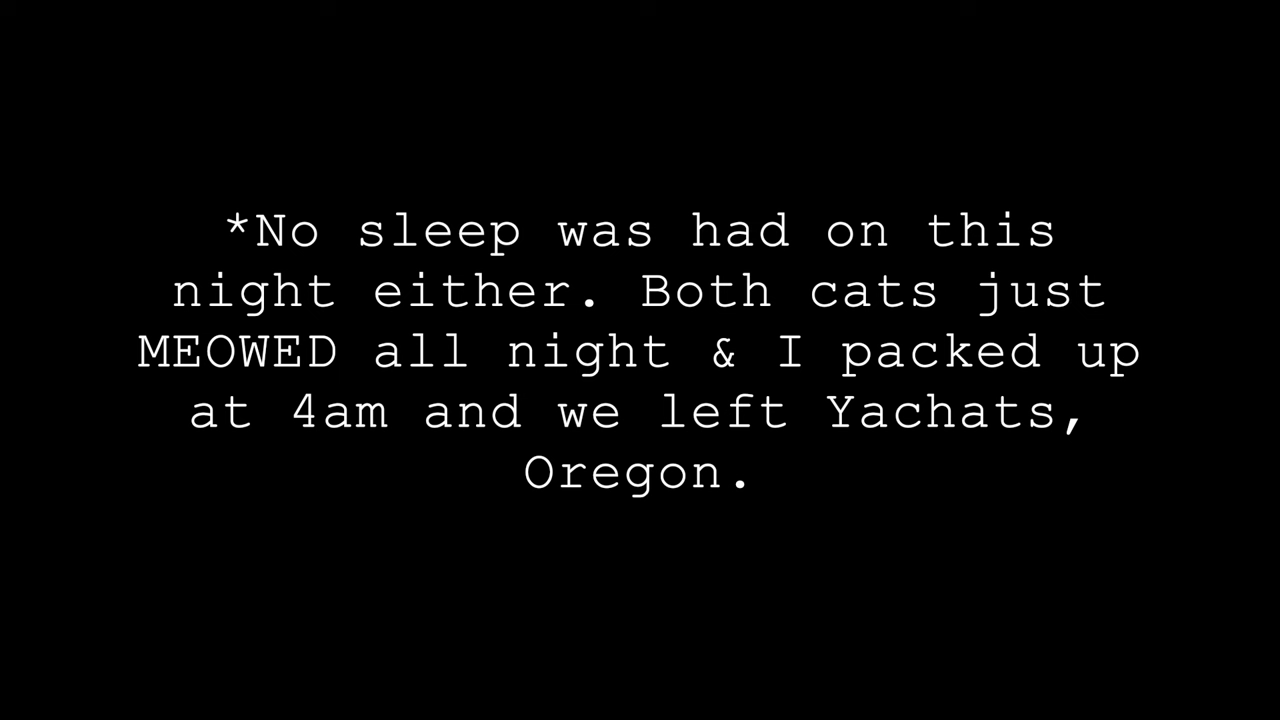 *No sleep was had on this
night either. Both cats just
MEOWED all night & I packed up
at 4am and we left Yachats,
Oregon.